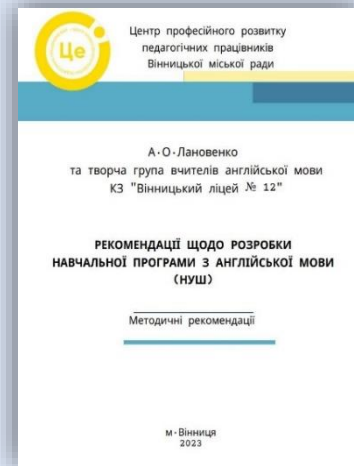 Це
Центр професійного розвитку
педагогічних працівників
Вінницької міської ради
А·О·Лановенко
та творча група вчителів англійської мови
КЗ "Вінницький ліцей № 12"
РЕКОМЕНДАЦІЇ ЩОДО РОЗРОБКИ
НАВЧАЛЬНОЇ ПРОГРАМИ З АНГЛІЙСЬКОЇ МОВИ
(НУШ)
Методичні рекомендації
м·Вінниця
2023